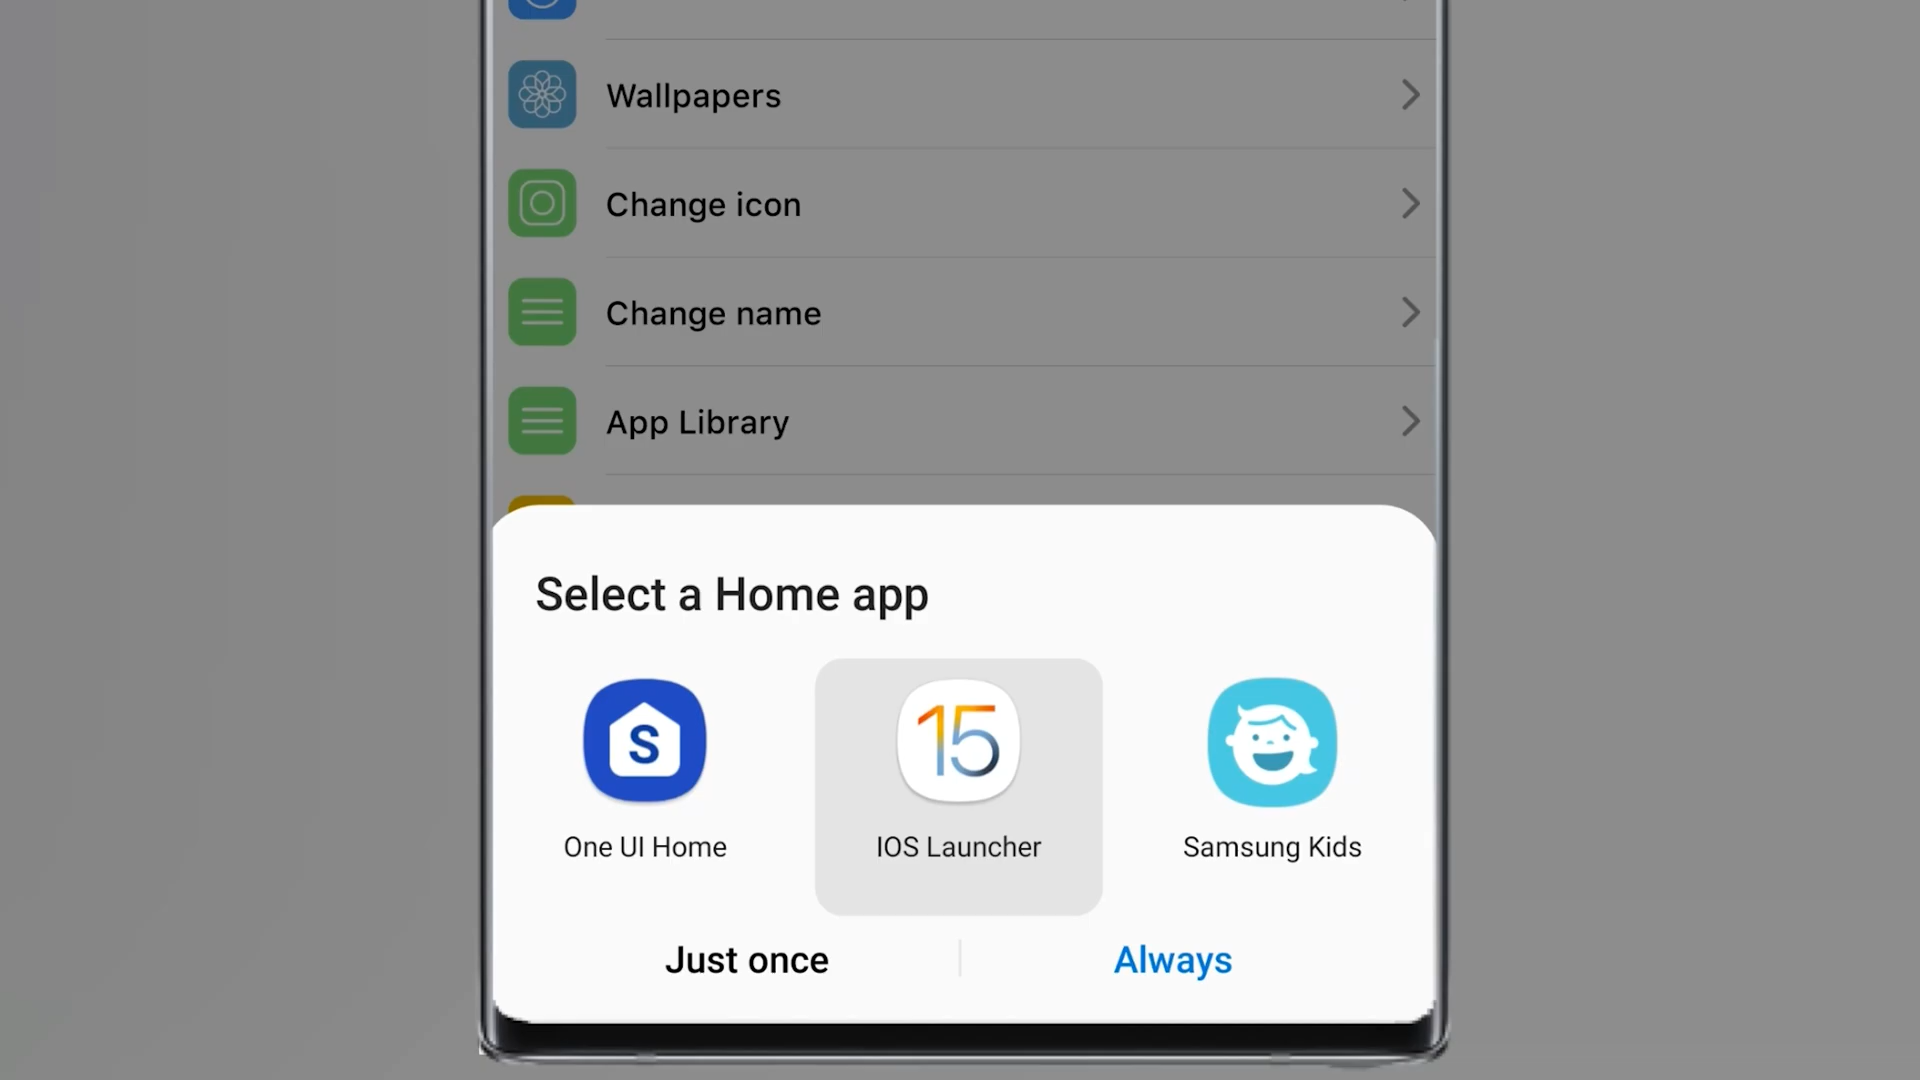 Wallpapers
Change icon
Change name
App Library
Select a Home app
S
15
One UI Home
IOS Launcher
Samsung Kids
Just once
Always